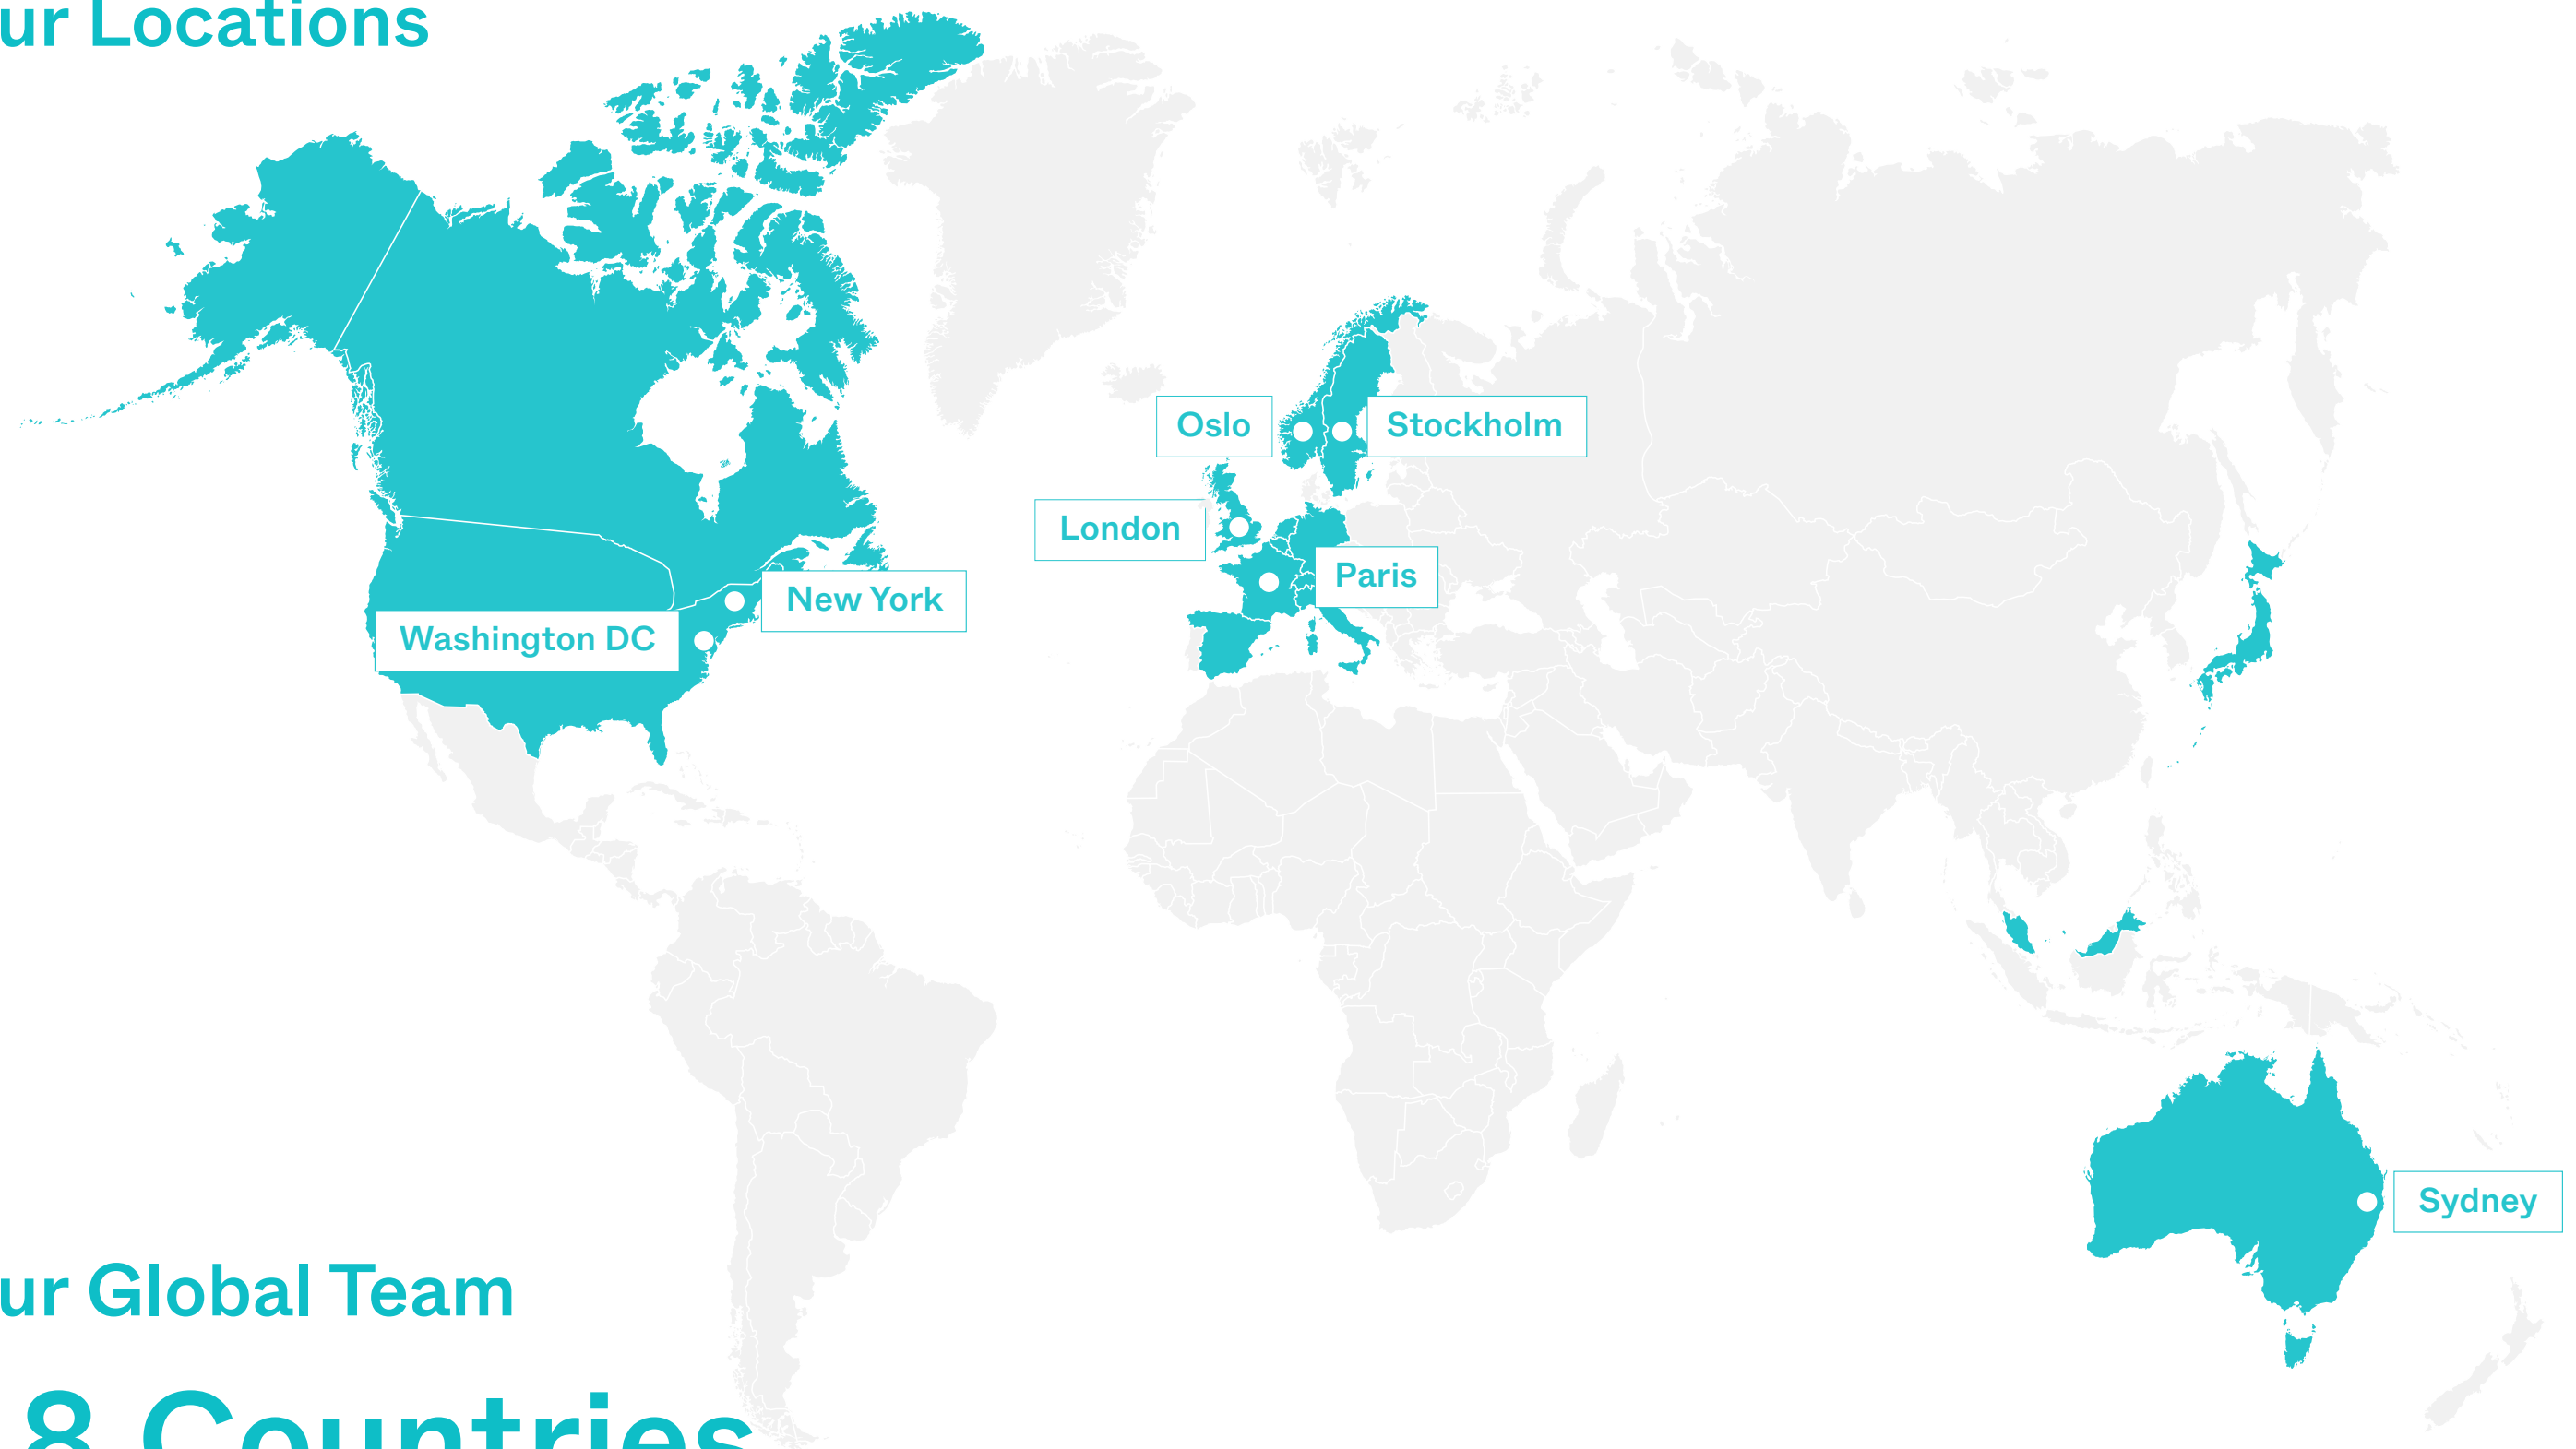 ur Locations
Oslo
Stockholm
London
Paris
New York
Washington DC
Sydney
ur Global Team
8 Countries